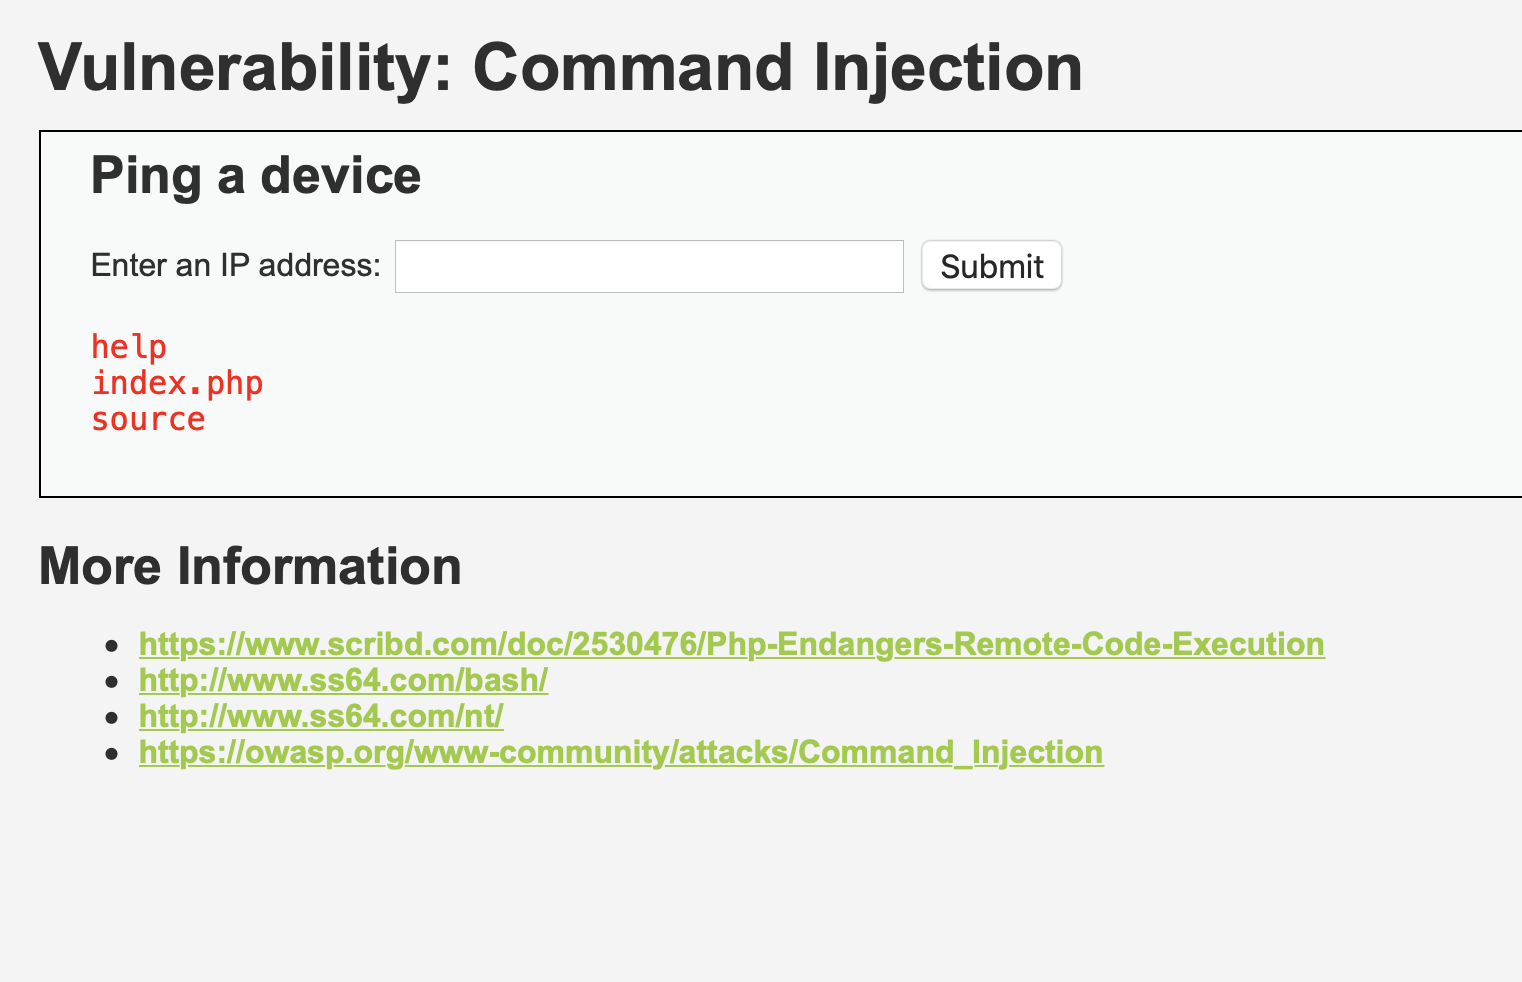 Vulnerability: Command Injection
Ping a device
Enter an IP address: Submit
help
index.php
source
More Information
https://www.scribd.com/doc/2530476/Php-Endangers-Remote-Code-Execution
http://www.ss64.com/bash/
http://www.ss64.com/nt/
https://owasp.org/www-community/attacks/Command_Injection